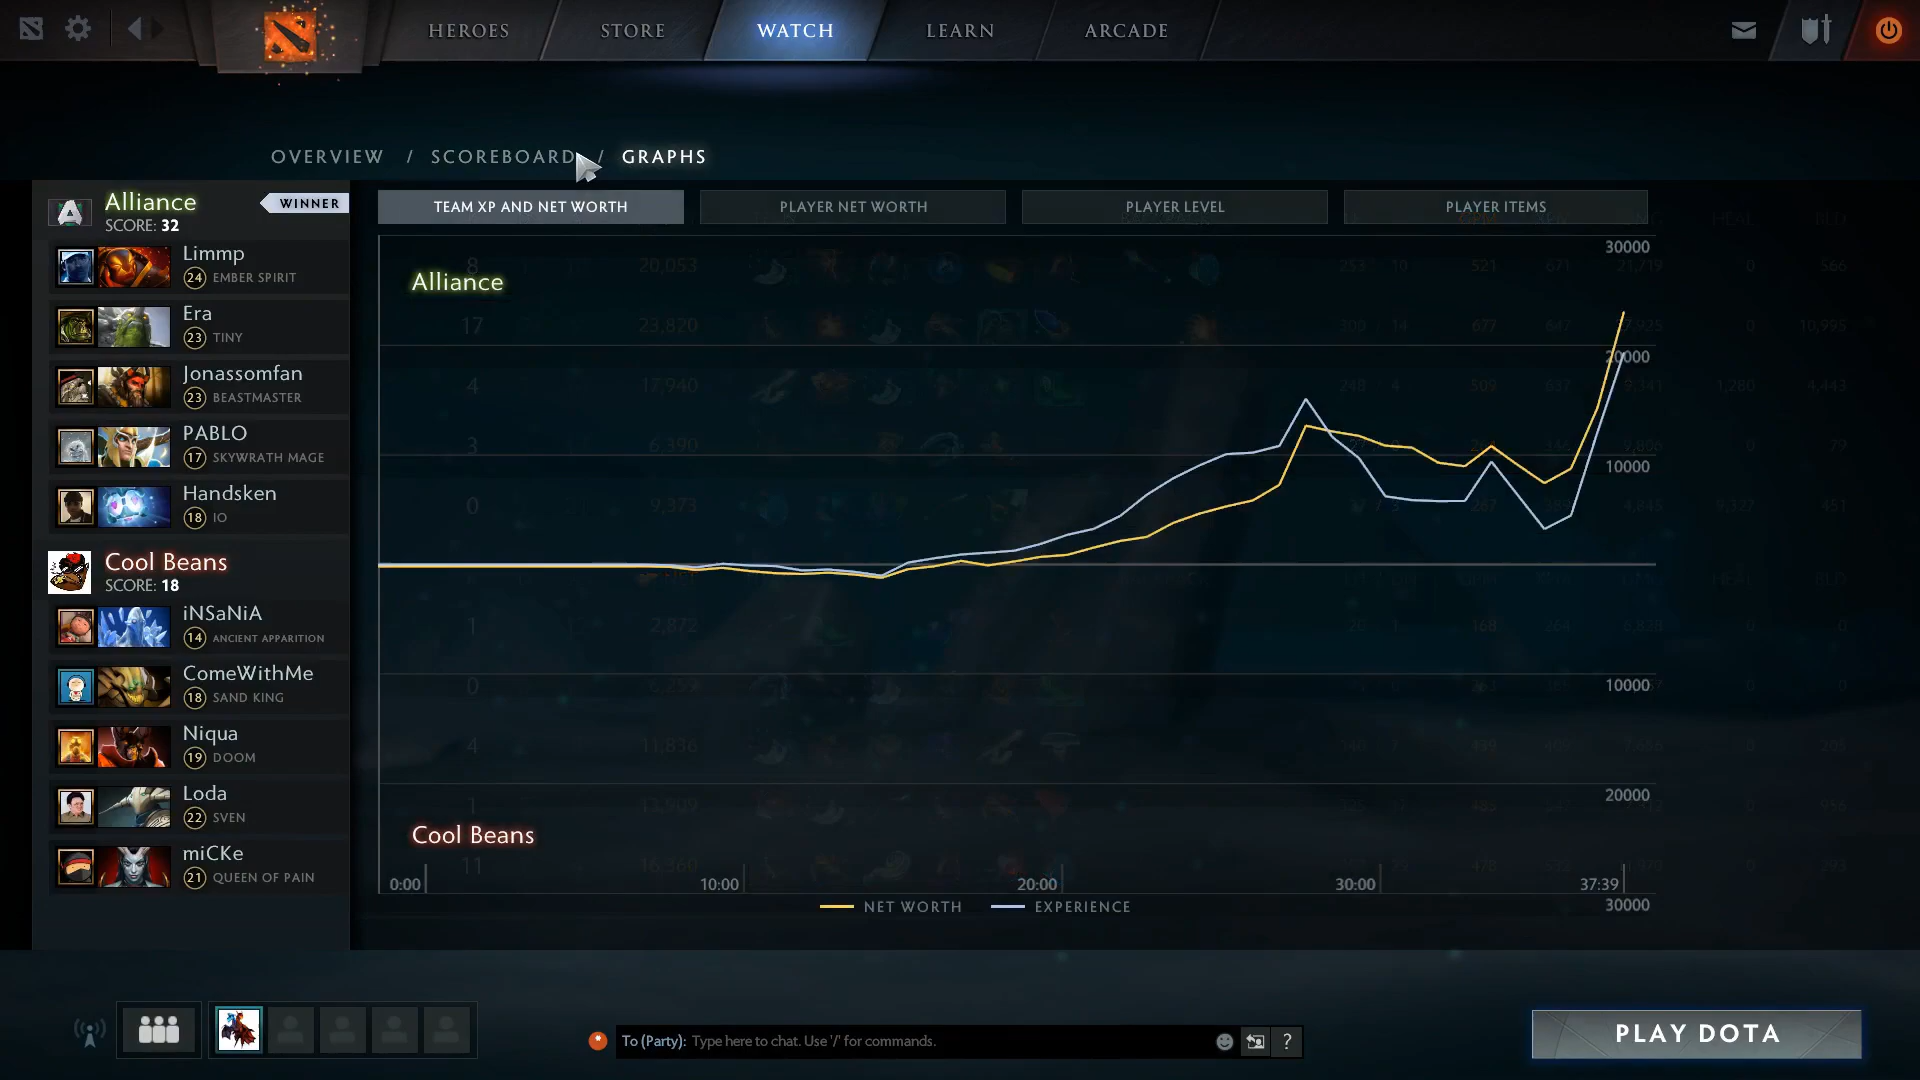 HEROES
STORE
WATCH
LEARN
ARCADE
OVERVIEW / SCOREBOARD / GRAPHS
Alliance
WINNER
SCORE: 32
Limmp
24 EMBER SPIRIT
Era
23 TINY
Jonassomfan
23 BEASTMASTER
PABLO
17 SKYWRATH MAGE
Handsken
18 IO
Cool Beans
SCORE: 18
iNSaNiA
14 ANCIENT APPARITION
ComeWithMe
18 SAND KING
Niqua
19 DOOM
Loda
22 SVEN
miCKe
21 QUEEN OF PAIN
TEAM XP AND NET WORTH
PLAYER NET WORTH
PLAYER LEVEL
PLAYER ITEMS
Alliance
30000
20000
10000
10000
20000
30000
Cool Beans
0:00
10:00
20:00
30:00
37:39
NET WORTH
EXPERIENCE
To (Party): Type here to chat. Use '/' for commands.
?
PLAY DOTA